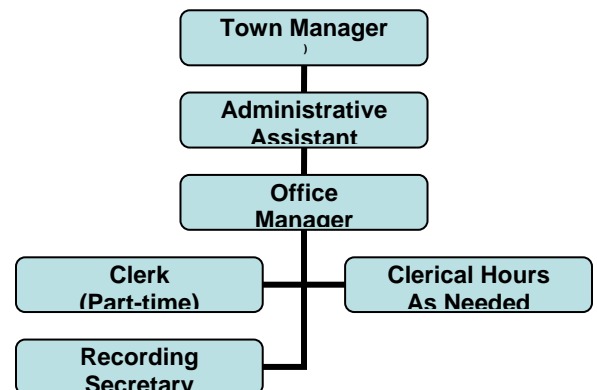 Town Manager
)
Administrative
Assistant
Office
Manager
Clerk
(Part-time)
Clerical Hours
As Needed
Recording
Secretary